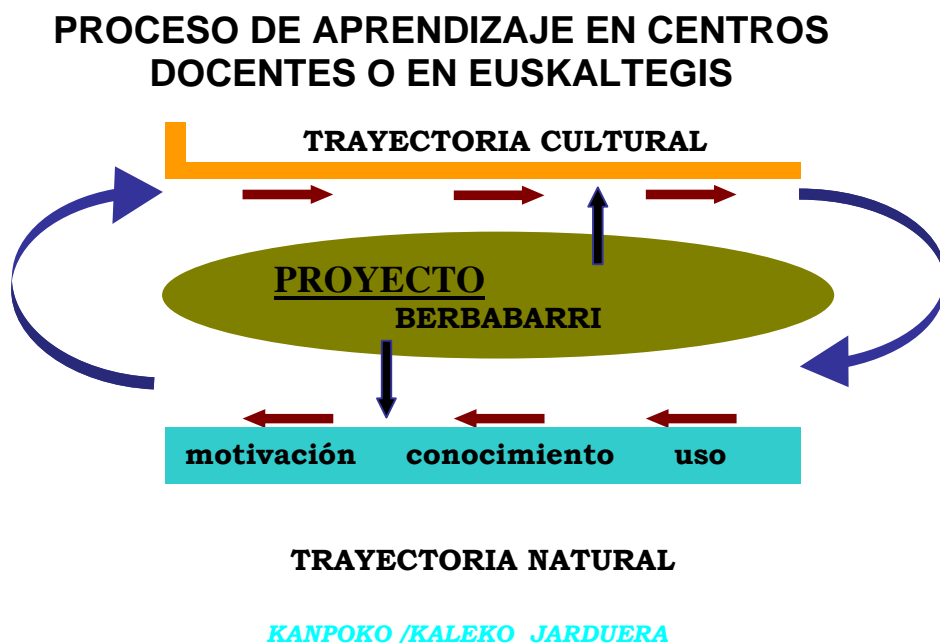 PROCESO DE APRENDIZAJE EN CENTROS
DOCENTES O EN EUSKALTEGIS
TRAYECTORIA CULTURAL
PROYECTO
BERBABARRI
motivación conocimiento uso
TRAYECTORIA NATURAL
KANPOKO /KALEKO JARDUERA